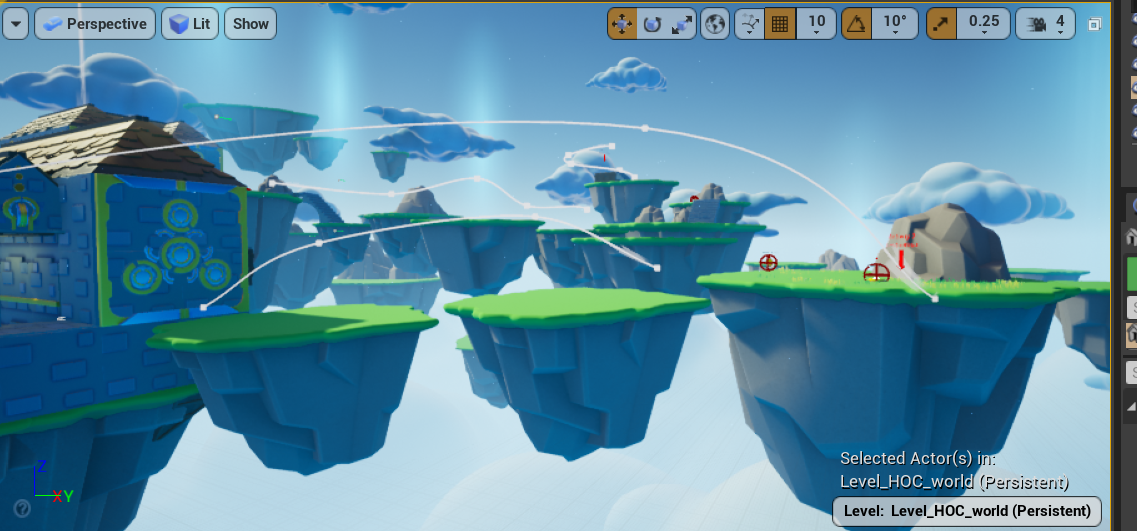 Perspective
Lit
Show
10
10°
0.25
4
Selected Actor(s) in:
Level_HOC_world (Persistent)
Level: Level_HOC_world (Persistent)
Z
X
Y